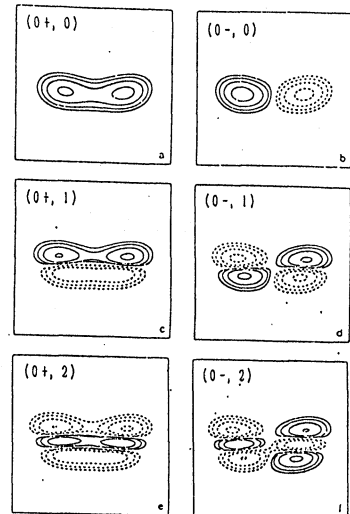 (0+, 0)
a
(0-, 0)
b
(0+, 1)
c
(0-, 1)
d
(0+, 2)
e
(0-, 2)
f